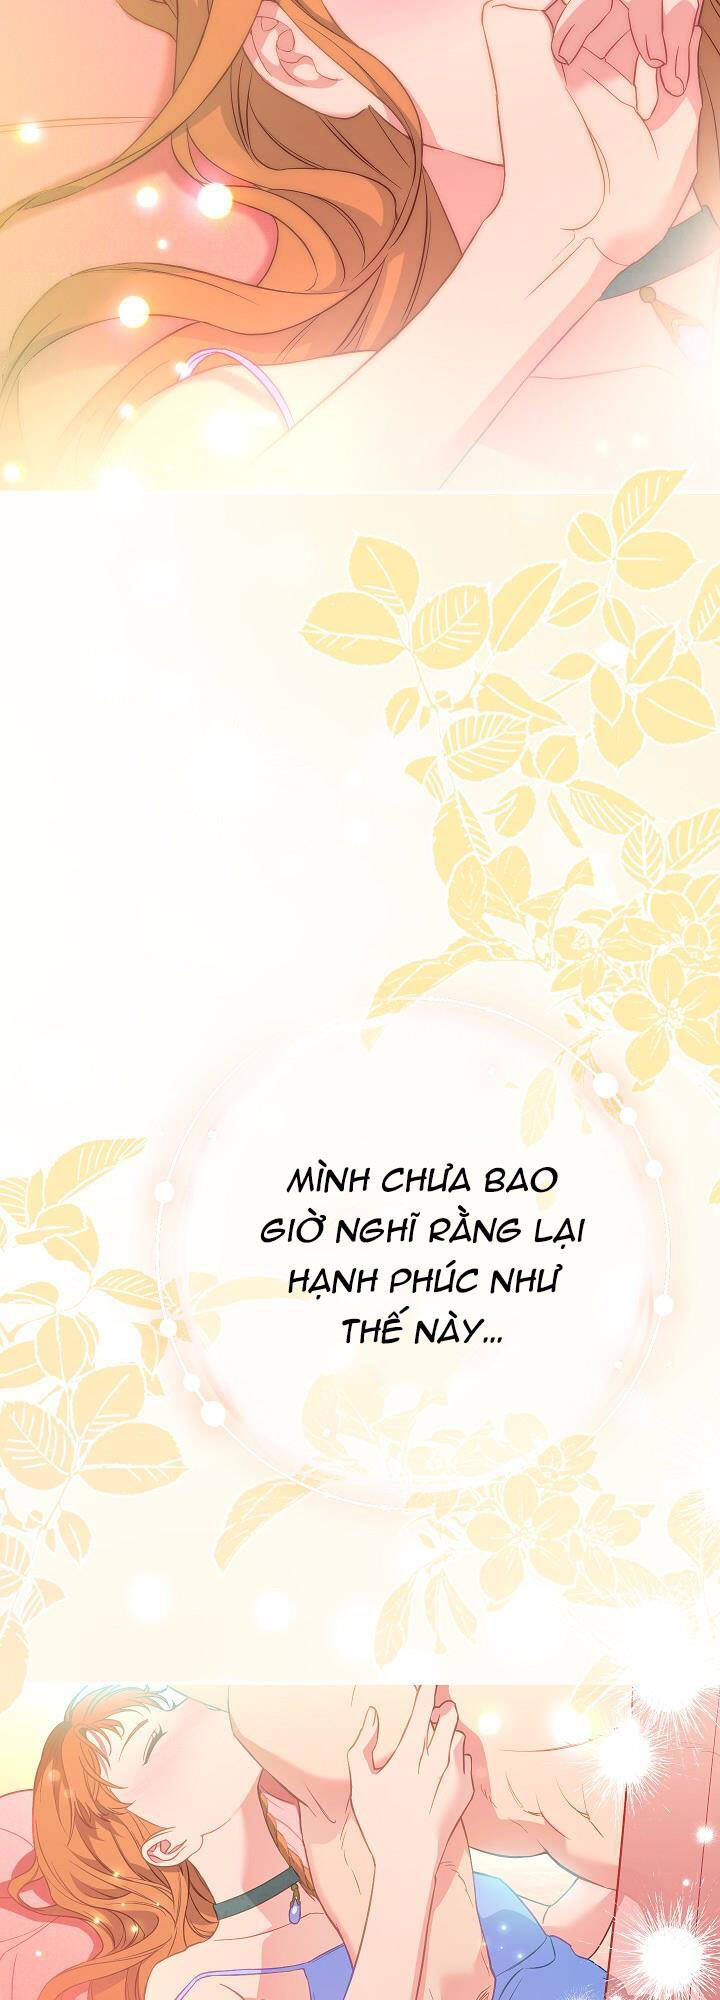 MÌNH CHƯA BAO
GIỜ NGHĨ RẰNG LẠI
HẠNH PHÚC NHƯ
THẾ NÀY...